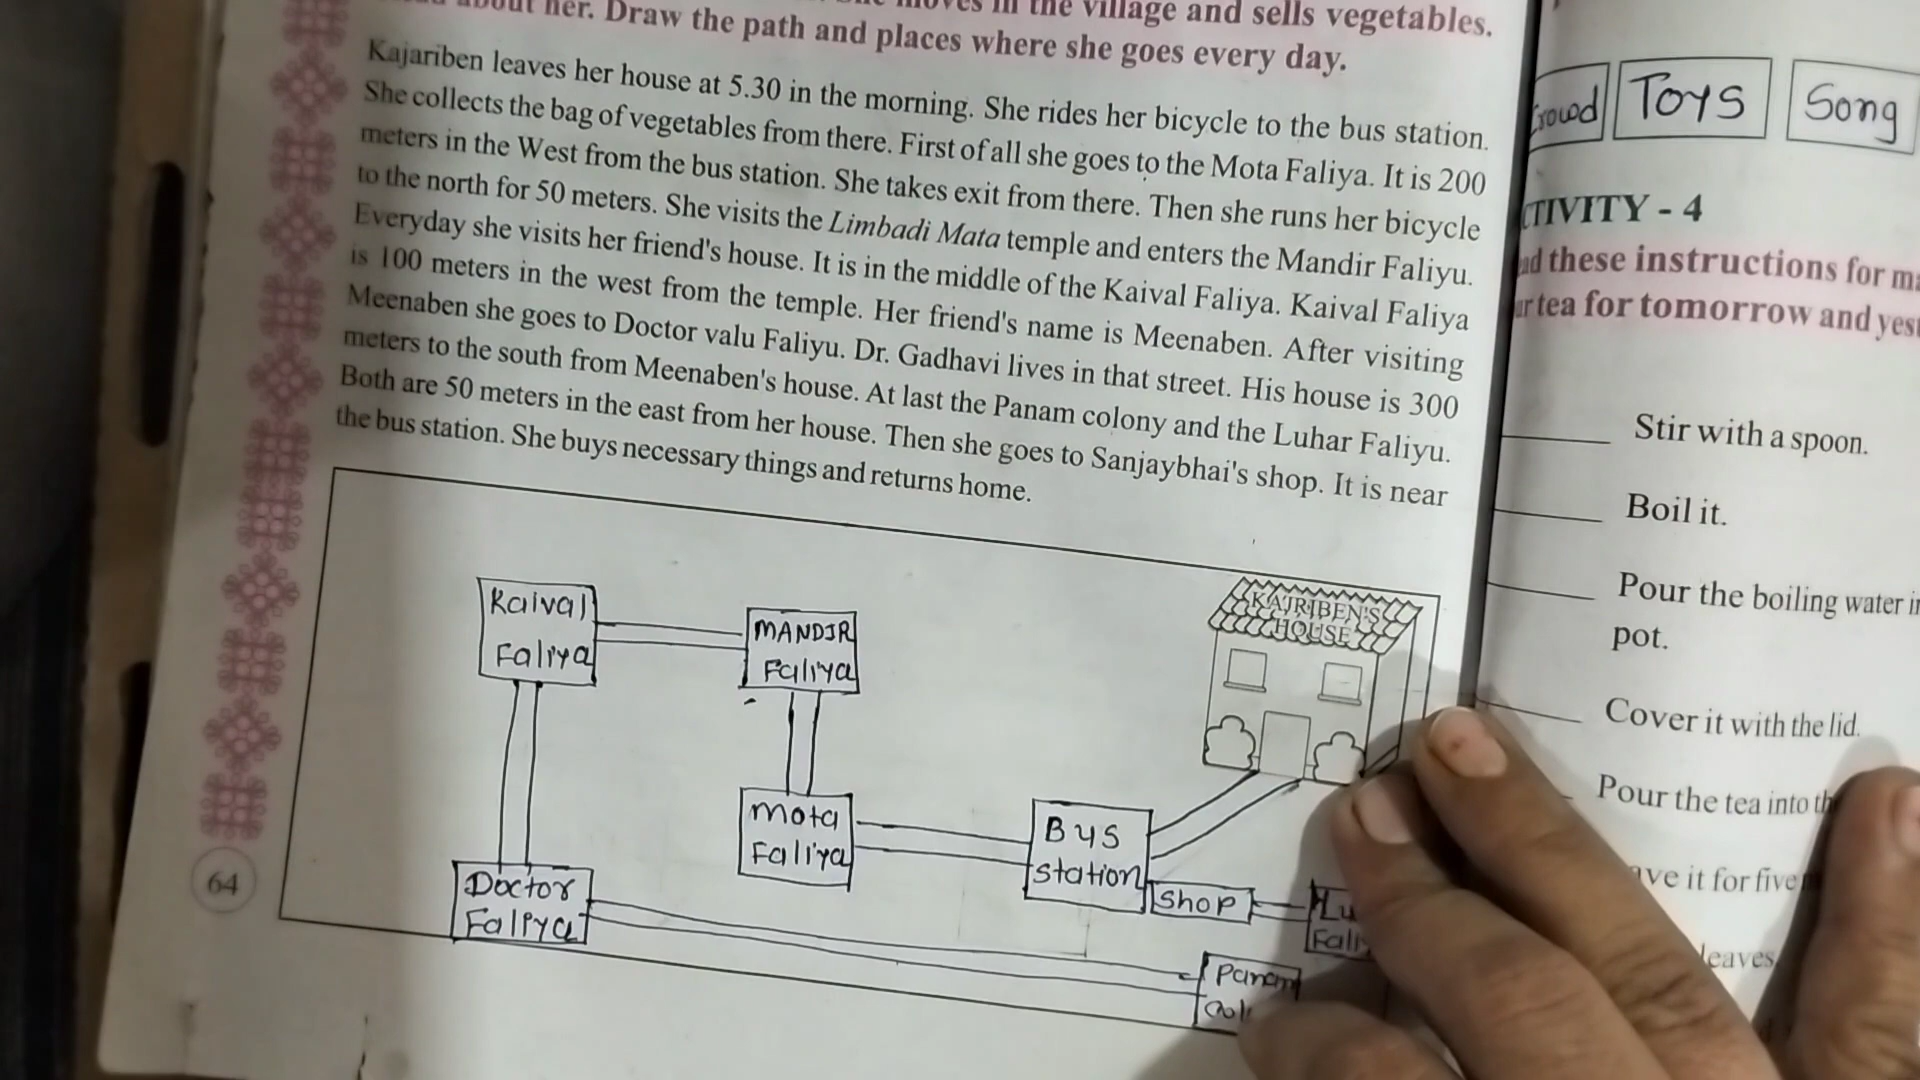 about her. Draw the path and places where she goes every day.
moves in the village and sells vegetables.
Kajariben leaves her house at 5.30 in the morning. She rides her bicycle to the bus station.
She collects the bag of vegetables from there. First of all she goes to the Mota Faliya. It is 200
meters in the West from the bus station. She takes exit from there. Then she runs her bicycle
to the north for 50 meters. She visits the Limbadi Mata temple and enters the Mandir Faliyu.
Everyday she visits her friend's house. It is in the middle of the Kaival Faliya. Kaival Faliya
is 100 meters in the west from the temple. Her friend's name is Meenaben. After visiting
Meenaben she goes to Doctor valu Faliyu. Dr. Gadhavi lives in that street. His house is 300
meters to the south from Meenaben's house. At last the Panam colony and the Luhar Faliyu.
Both are 50 meters in the east from her house. Then she goes to Sanjaybhai's shop. It is near
the bus station. She buys necessary things and returns home.
KAJRIBEN'S
HOUSE
Kaival
Faliya
MANDIR
Faliya
Mota
Faliya
Bus
Station
Shop
Doctor
Faliya
Panam
64
Toys
Song
ACTIVITY - 4
these instructions for
tea for tomorrow and
Stir with a spoon.
Boil it.
Pour the boiling water
pot.
Cover it with the lid.
Pour the tea into
it for five
leaves